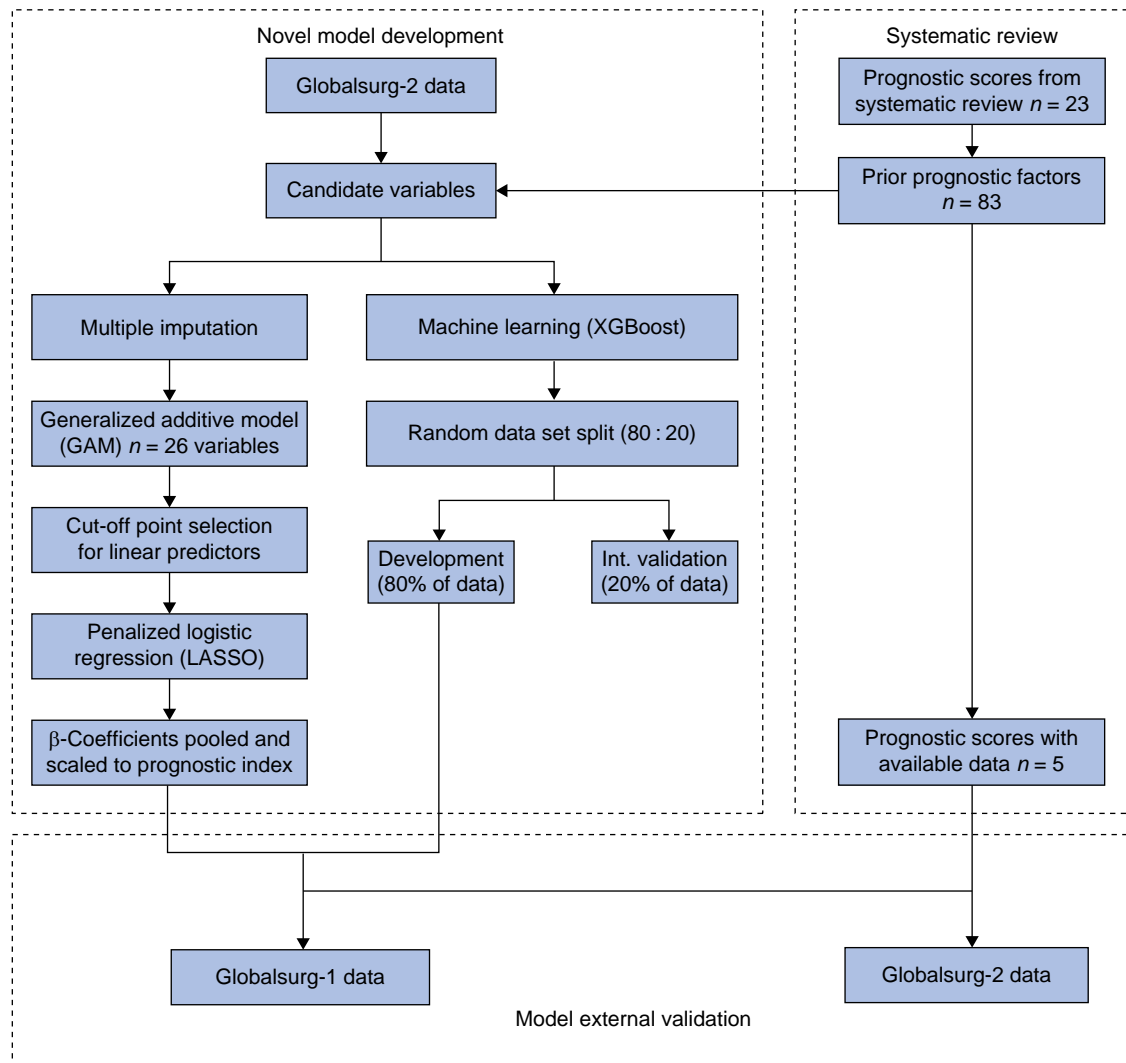 Novel model development
Globalsurg-2 data
Candidate variables
Multiple imputation
Generalized additive model
(GAM) n = 26 variables
Cut-off point selection
for linear predictors
Penalized logistic
regression (LASSO)
β-Coefficients pooled and
scaled to prognostic index
Machine learning (XGBoost)
Random data set split (80 : 20)
Development
(80% of data)
Int. validation
(20% of data)
Systematic review
Prognostic scores from
systematic review n = 23
Prior prognostic factors
n = 83
Prognostic scores with
available data n = 5
Globalsurg-1 data
Globalsurg-2 data
Model external validation